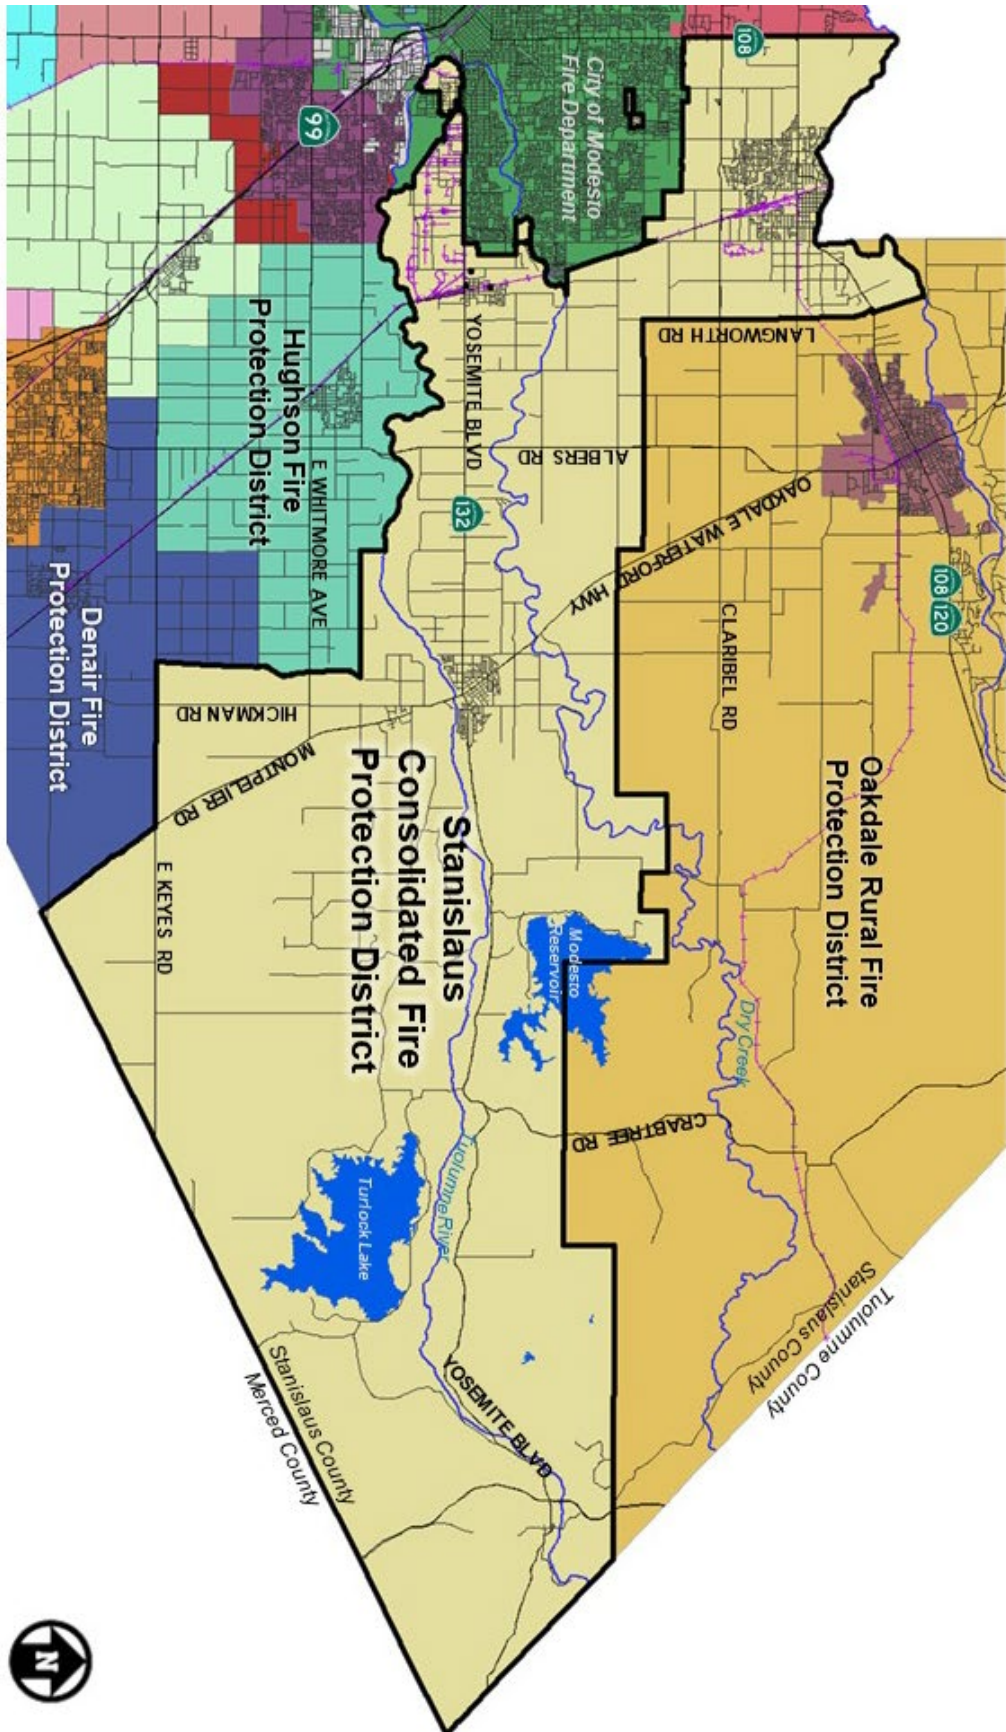 108
City of Modesto
Fire Department
99
LANGWORTH RD
YOSEMITE BLVD
ALBERS RD
OAKDALE WATERFORD HWY
132
108
120
Hughson Fire
Protection District
E WHITMORE AVE
CLARIBEL RD
Denair Fire
Protection District
HICKMAN RD
MONTPELIER RD
E KEYES RD
Oakdale Rural Fire
Protection District
Stanislaus
Consolidated Fire
Protection District
Modesto
Reservoir
Dry Creek
CRABTREE RD
Tuolumne River
Turlock Lake
Tuolumne County
Stanislaus County
YOSEMITE BLVD
Stanislaus County
Merced County
N